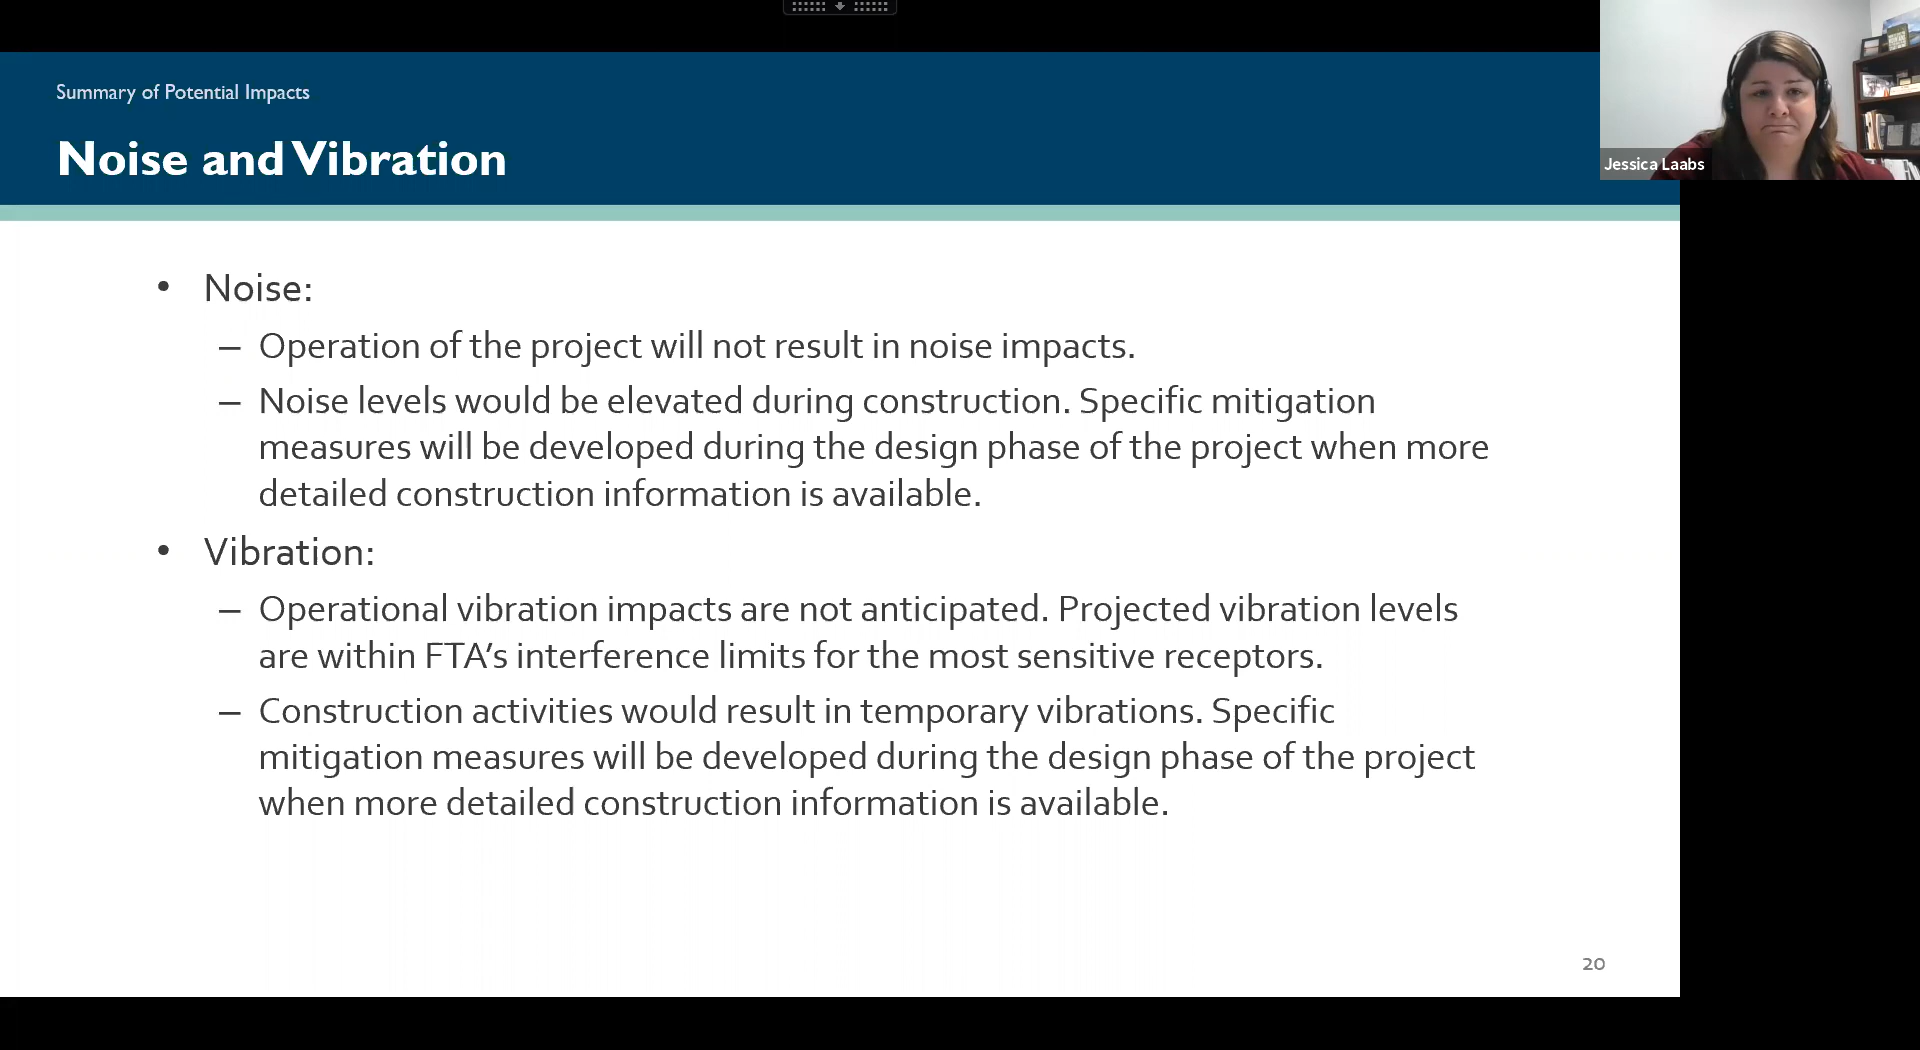 Summary of Potential Impacts
Noise and Vibration
Jessica Laabs
• Noise:
– Operation of the project will not result in noise impacts.
– Noise levels would be elevated during construction. Specific mitigation
measures will be developed during the design phase of the project when more
detailed construction information is available.
• Vibration:
– Operational vibration impacts are not anticipated. Projected vibration levels
are within FTA’s interference limits for the most sensitive receptors.
– Construction activities would result in temporary vibrations. Specific
mitigation measures will be developed during the design phase of the project
when more detailed construction information is available.
20